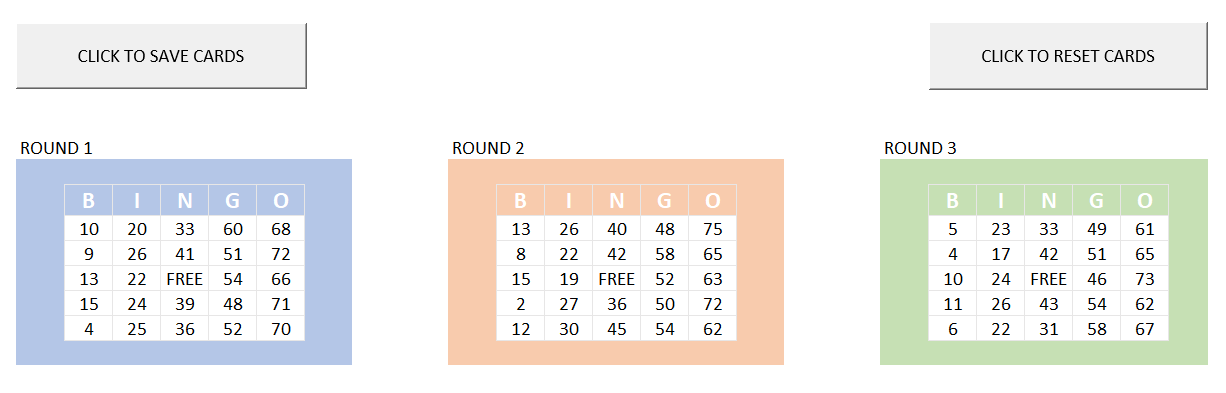 CLICK TO SAVE CARDS
CLICK TO RESET CARDS
ROUND 1
B I N G O
10 20 33 60 68
9 26 41 51 72
13 22 FREE 54 66
15 24 39 48 71
4 25 36 52 70
ROUND 2
B I N G O
13 26 40 48 75
8 22 42 58 65
15 19 FREE 52 63
2 27 36 50 72
12 30 45 54 62
ROUND 3
B I N G O
5 23 33 49 61
4 17 42 51 65
10 24 FREE 46 73
11 26 43 54 62
6 22 31 58 67